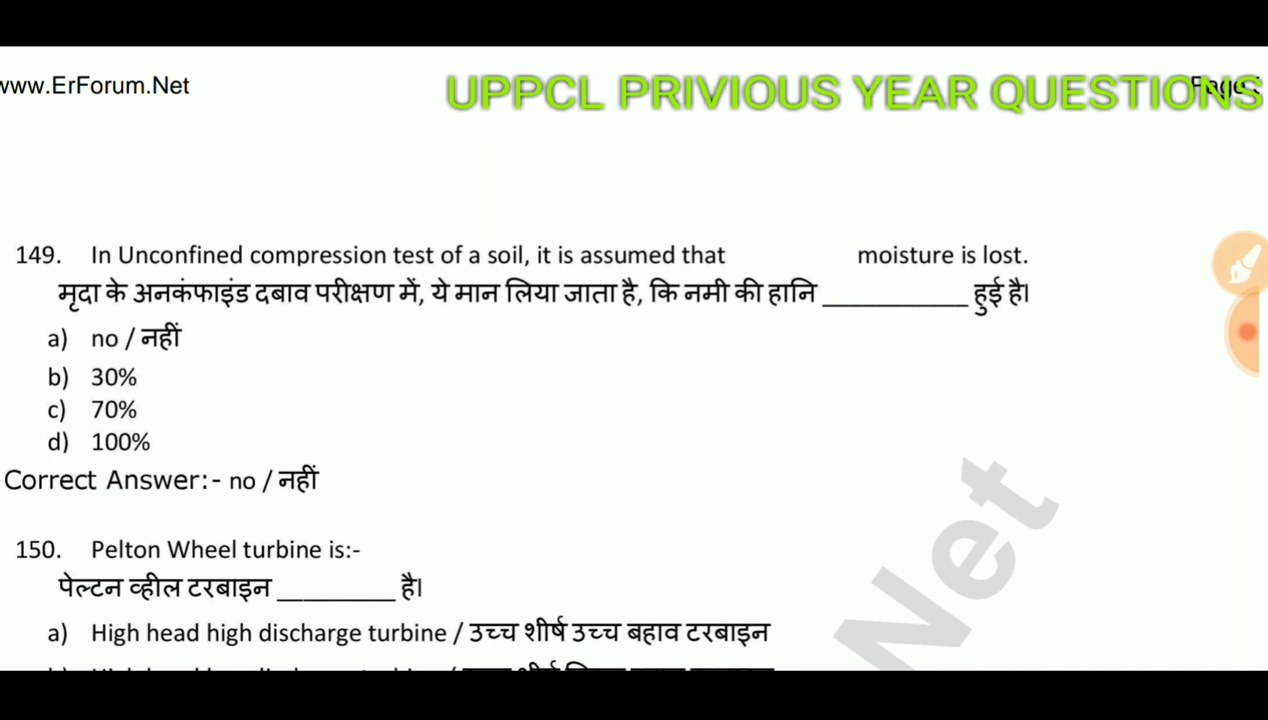 www.ErForum.Net
UPPCL PRIVIOUS YEAR QUESTIONS
149. In Unconfined compression test of a soil, it is assumed that moisture is lost.
मृदा के अनकंफाइंड दबाव परीक्षण में, ये मान लिया जाता है, कि नमी की हानि ___________ हुई है।
a) no / नहीं
b) 30%
c) 70%
d) 100%
Correct Answer:- no / नहीं
150. Pelton Wheel turbine is:-
पेल्टन व्हील टरबाइन _________ है।
a) High head high discharge turbine / उच्च शीर्ष उच्च बहाव टरबाइन
Net